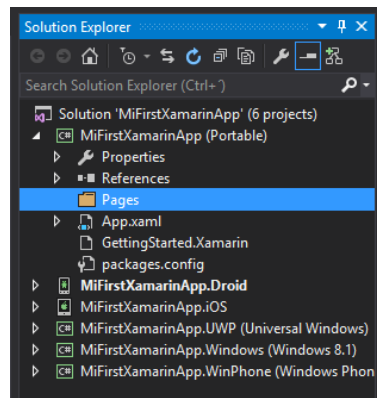 Solution Explorer
Search Solution Explorer (Ctrl+´)
Solution 'MiFirstXamarinApp' (6 projects)
C# MiFirstXamarinApp (Portable)
Properties
References
Pages
App.xaml
GettingStarted.Xamarin
packages.config
MiFirstXamarinApp.Droid
MiFirstXamarinApp.iOS
C# MiFirstXamarinApp.UWP (Universal Windows)
C# MiFirstXamarinApp.Windows (Windows 8.1)
C# MiFirstXamarinApp.WinPhone (Windows Phon